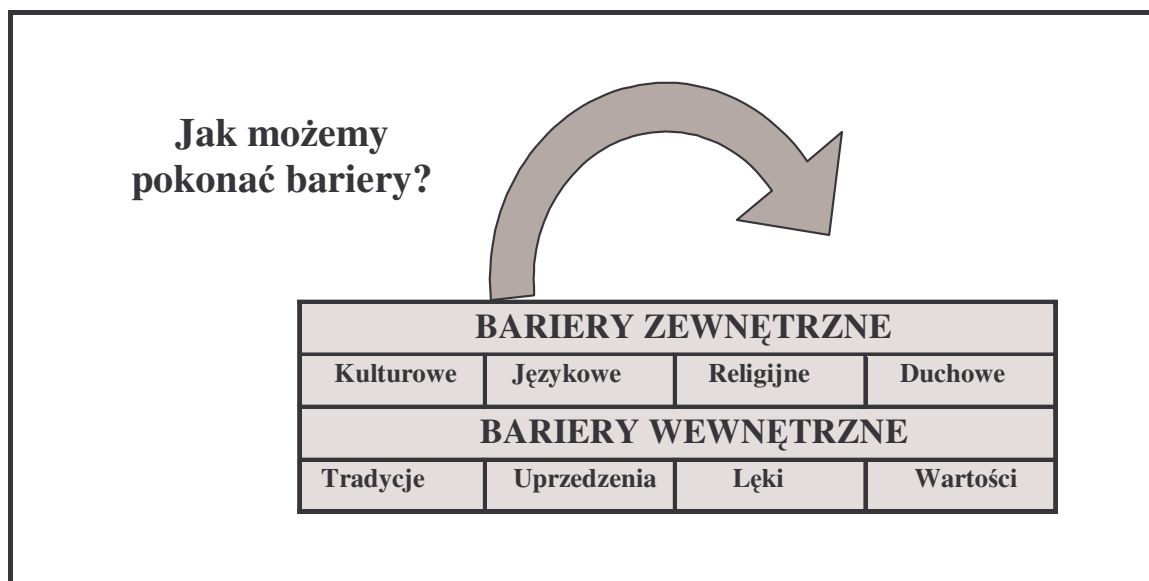 Jak możemy
pokonać bariery?
BARIERY ZEWNĘTRZNE
Kulturowe Językowe Religijne Duchowe
BARIERY WEWNĘTRZNE
Tradycje Uprzedzenia Lęki Wartości